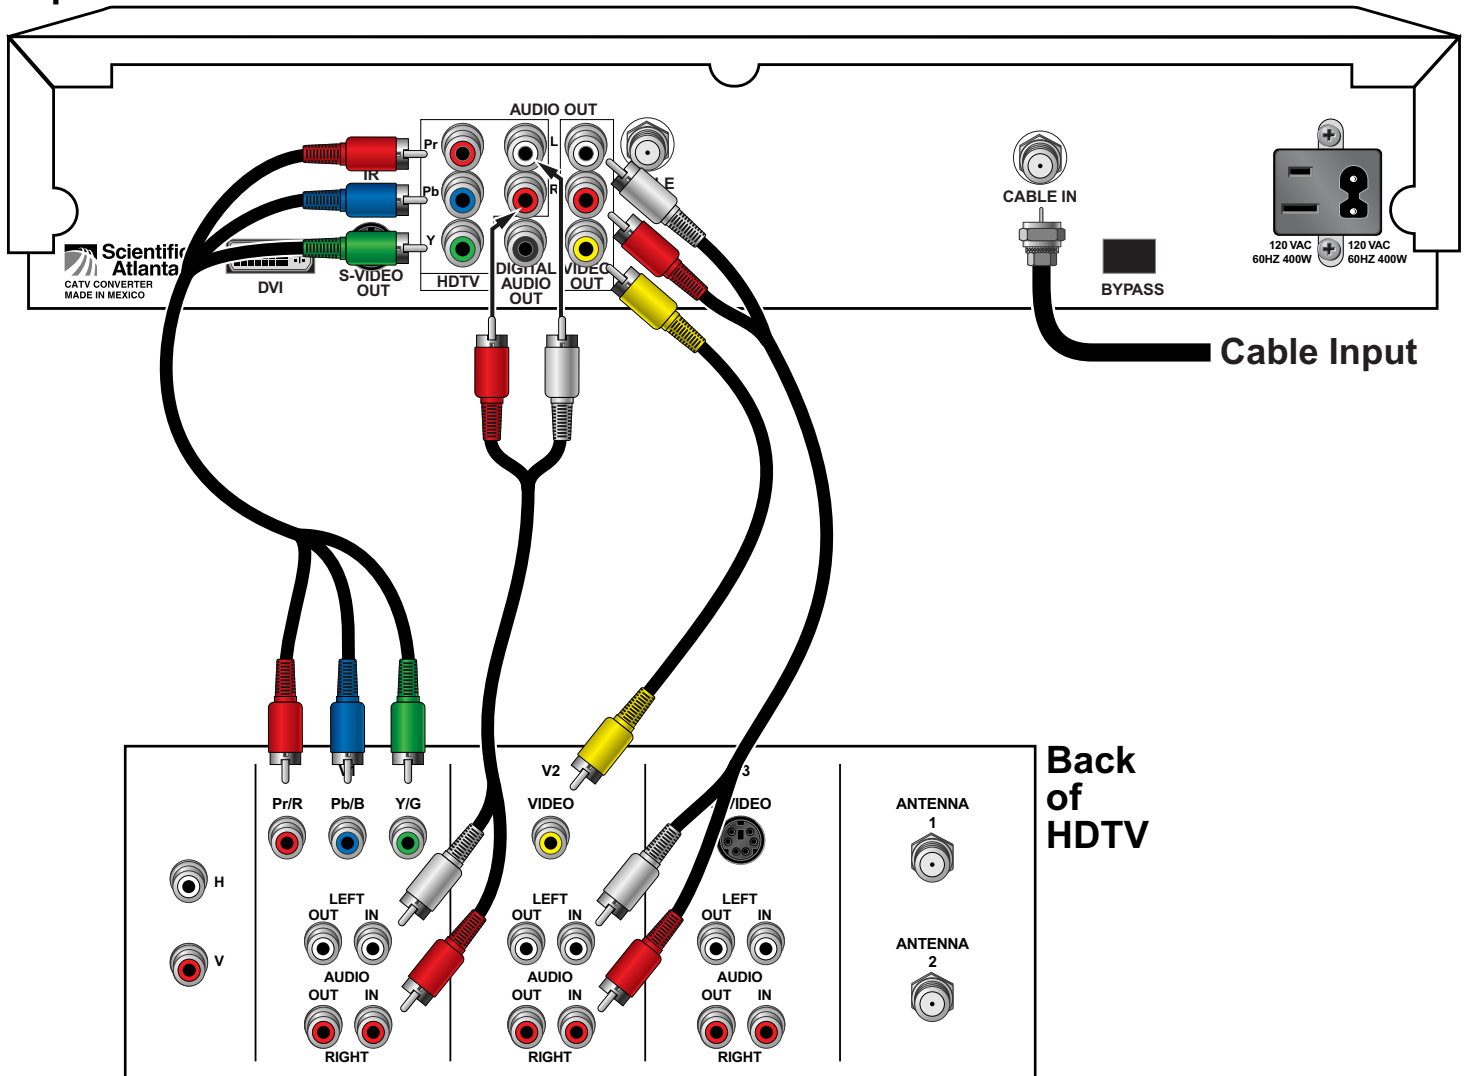 AUDIO OUT
Pr
L
IR
Pb
R
CABLE IN
Y
Scientific
Atlanta
CATV CONVERTER
MADE IN MEXICO
DVI
S-VIDEO
OUT
HDTV
DIGITAL
AUDIO
OUT
VIDEO
OUT
BYPASS
120 VAC
60HZ 400W
120 VAC
60HZ 400W
Cable Input
Back
of
HDTV
Pr/R
Pb/B
Y/G
V2
VIDEO
3
VIDEO
ANTENNA
1
H
V
LEFT
OUT
IN
AUDIO
OUT
IN
RIGHT
LEFT
OUT
IN
AUDIO
OUT
IN
RIGHT
LEFT
OUT
IN
AUDIO
OUT
IN
RIGHT
ANTENNA
2